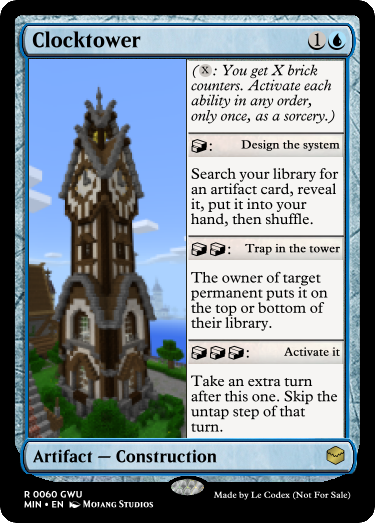 Clocktower 1
(X: You get X brick
counters. Activate each
ability in any order,
only once, as a sorcery.)
: Design the system
Search your library for
an artifact card, reveal
it, put it into your
hand, then shuffle.
: Trap in the tower
The owner of target
permanent puts it on
the top or bottom of
their library.
: Activate it
Take an extra turn
after this one. Skip the
untap step of that
turn.
Artifact — Construction
R 0060 GWU
MIN • EN Mojang Studios
Made by Le Codex (Not For Sale)